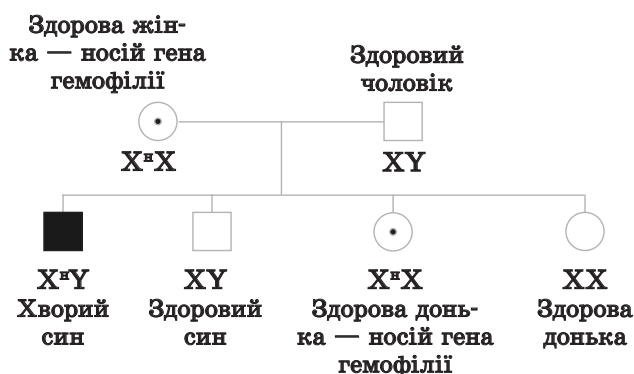 Здорова жін-
ка — носій гена
гемофілії
Здоровий
чоловік
XᴴX
XY
XᴴY
Хворий
син
XY
Здоровий
син
XᴴX
Здорова донь-
ка — носій гена
гемофілії
XX
Здорова
донька